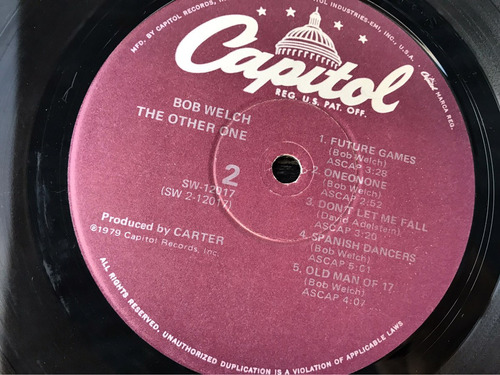 MFD. BY CAPITOL RECORDS,
INDUSTRIES-EMI, INC., U.S.A.
Capitol
MARCA REG.
REG. U.S. PAT. OFF.
BOB WELCH
THE OTHER ONE
2
SW-12017
(SW 2-12017)
Produced by CARTER
℗1979 Capitol Records, Inc.
1. FUTURE GAMES
(Bob Welch)
ASCAP 3:28
2. ONEONONE
(Bob Welch)
ASCAP 2:52
3. DON'T LET ME FALL
(David Adelstein)
ASCAP 3:20
4. SPANISH DANCERS
(Bob Welch)
ASCAP 5:01
5. OLD MAN OF 17
(Bob Welch)
ASCAP 4:07
ALL RIGHTS RESERVED. UNAUTHORIZED DUPLICATION IS A VIOLATION OF APPLICABLE LAWS